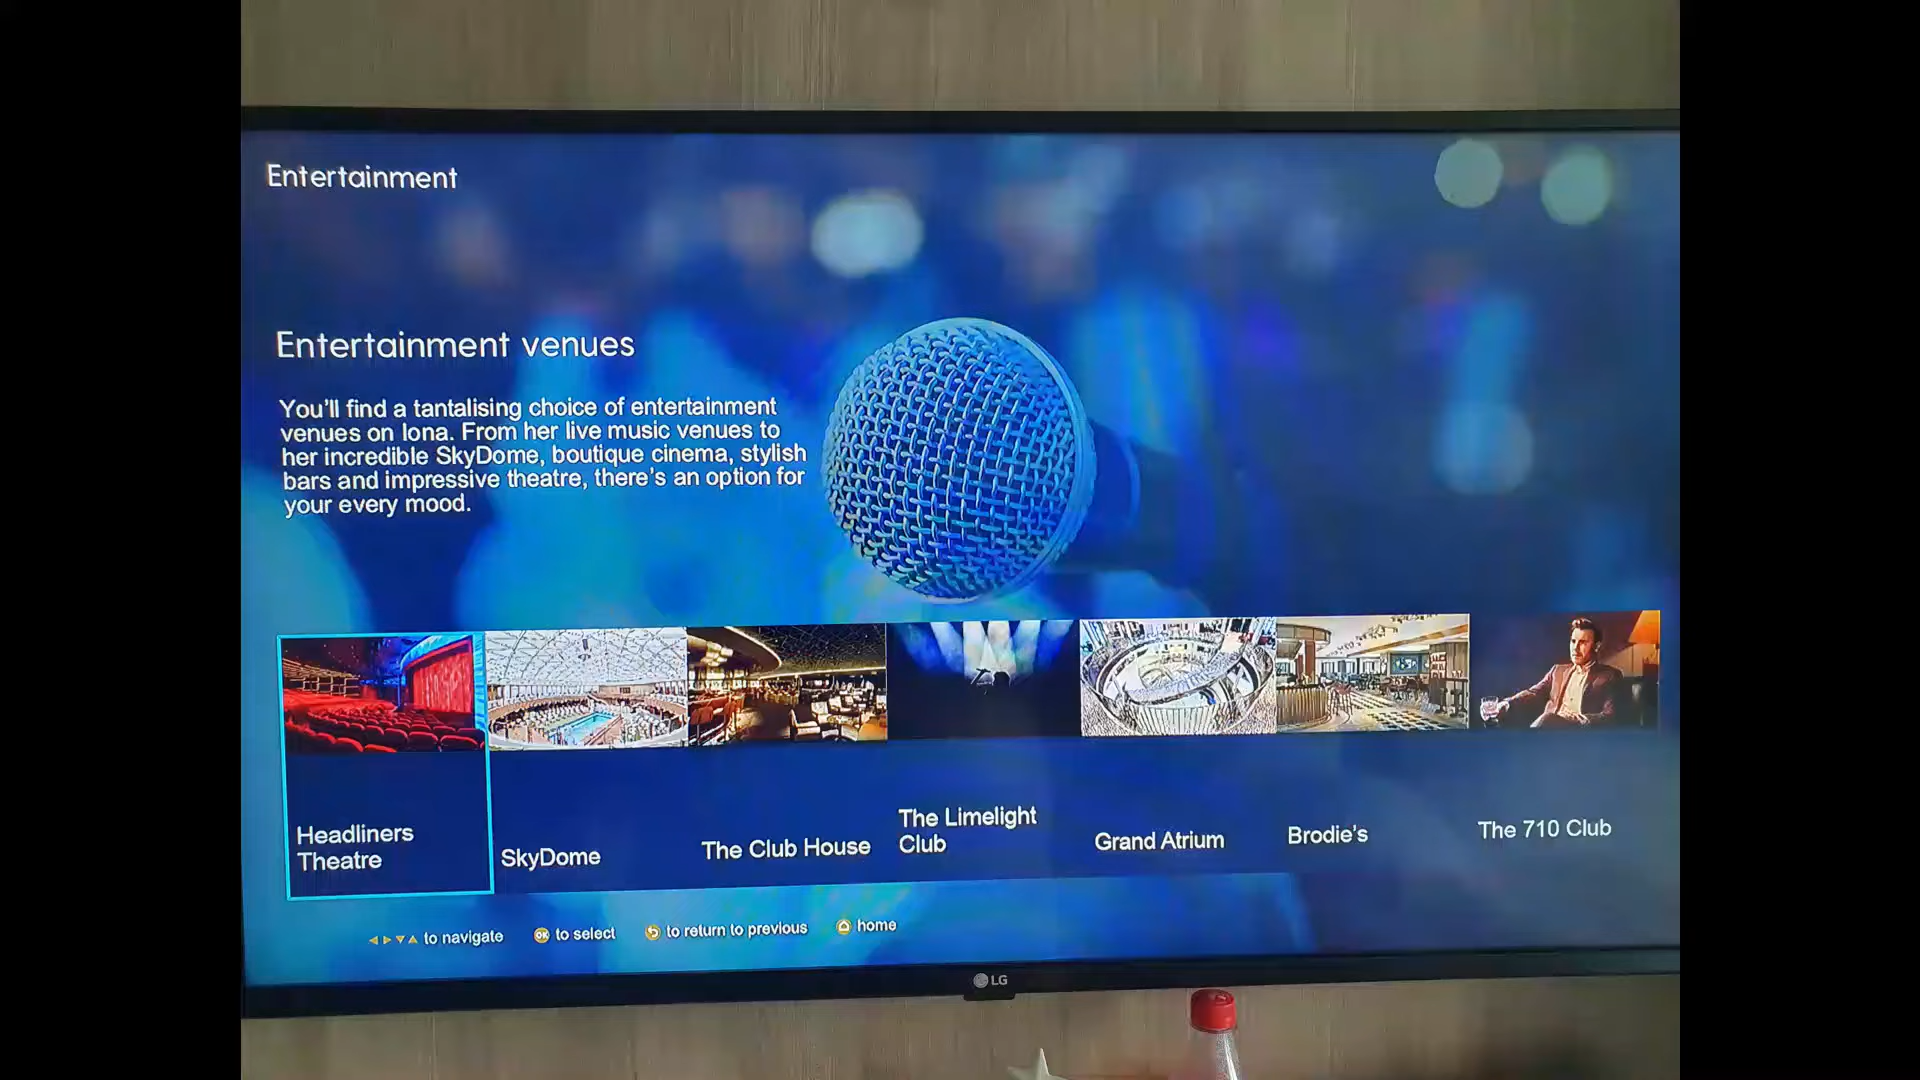 Entertainment
Entertainment venues
You'll find a tantalising choice of entertainment
venues on Iona. From her live music venues to
her incredible SkyDome, boutique cinema, stylish
bars and impressive theatre, there's an option for
your every mood.
Headliners
Theatre
SkyDome
The Club House
The Limelight
Club
Grand Atrium
Brodie's
The 710 Club
to navigate
OK to select
to return to previous
home
LG